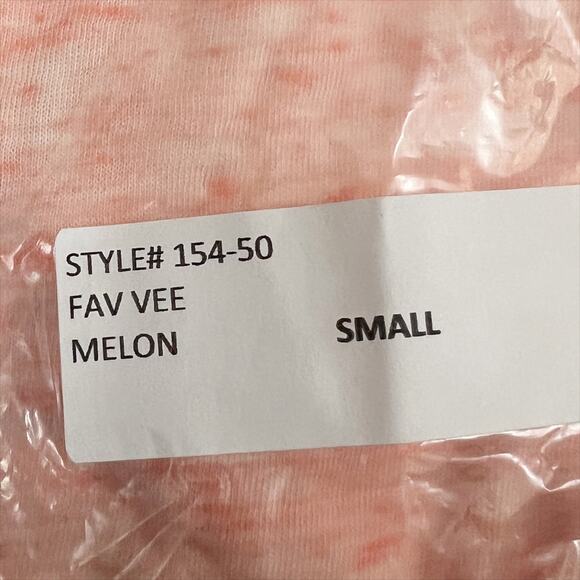 STYLE# 154-50
FAV VEE
MELON
SMALL